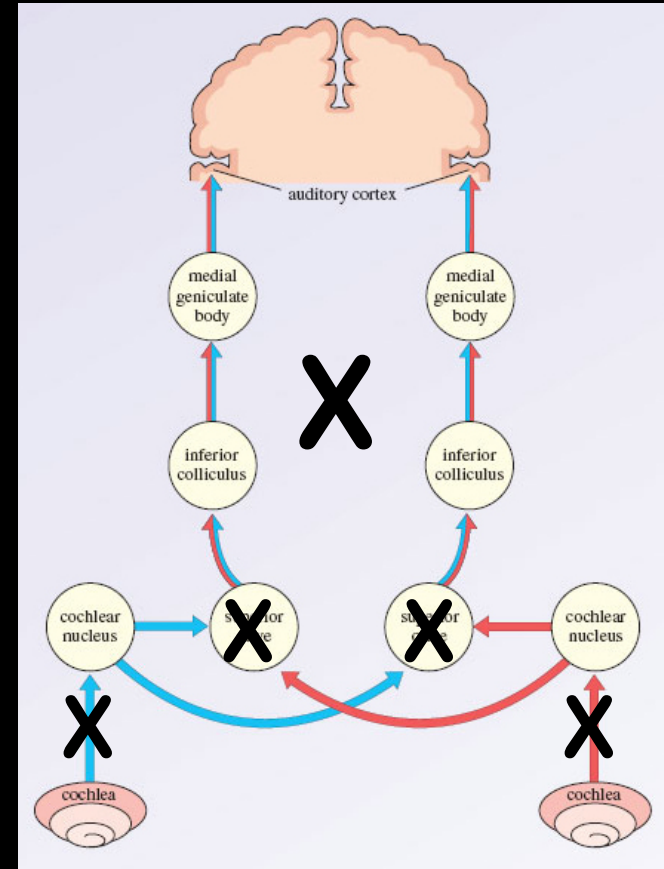 auditory cortex
medial
geniculate
body
medial
geniculate
body
inferior
colliculus
inferior
colliculus
cochlear
nucleus
cochlear
nucleus
cochlea
cochlea